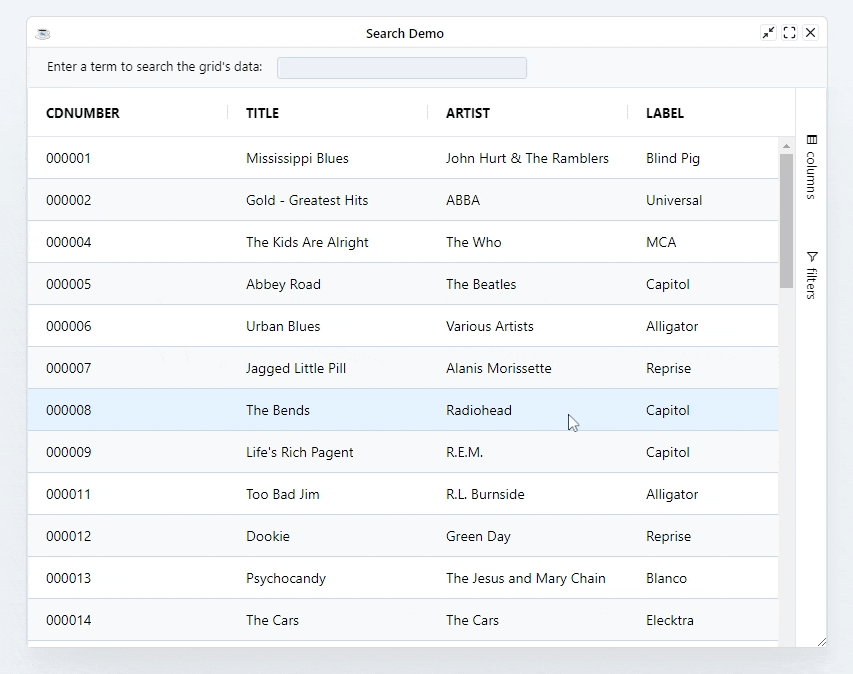 Search Demo
Enter a term to search the grid's data:
CDNUMBER TITLE ARTIST LABEL
000001 Mississippi Blues John Hurt & The Ramblers Blind Pig
000002 Gold - Greatest Hits ABBA Universal
000004 The Kids Are Alright The Who MCA
000005 Abbey Road The Beatles Capitol
000006 Urban Blues Various Artists Alligator
000007 Jagged Little Pill Alanis Morissette Reprise
000008 The Bends Radiohead Capitol
000009 Life's Rich Pagent R.E.M. Capitol
000011 Too Bad Jim R.L. Burnside Alligator
000012 Dookie Green Day Reprise
000013 Psychocandy The Jesus and Mary Chain Blanco
000014 The Cars The Cars Elecktra
columns
filters